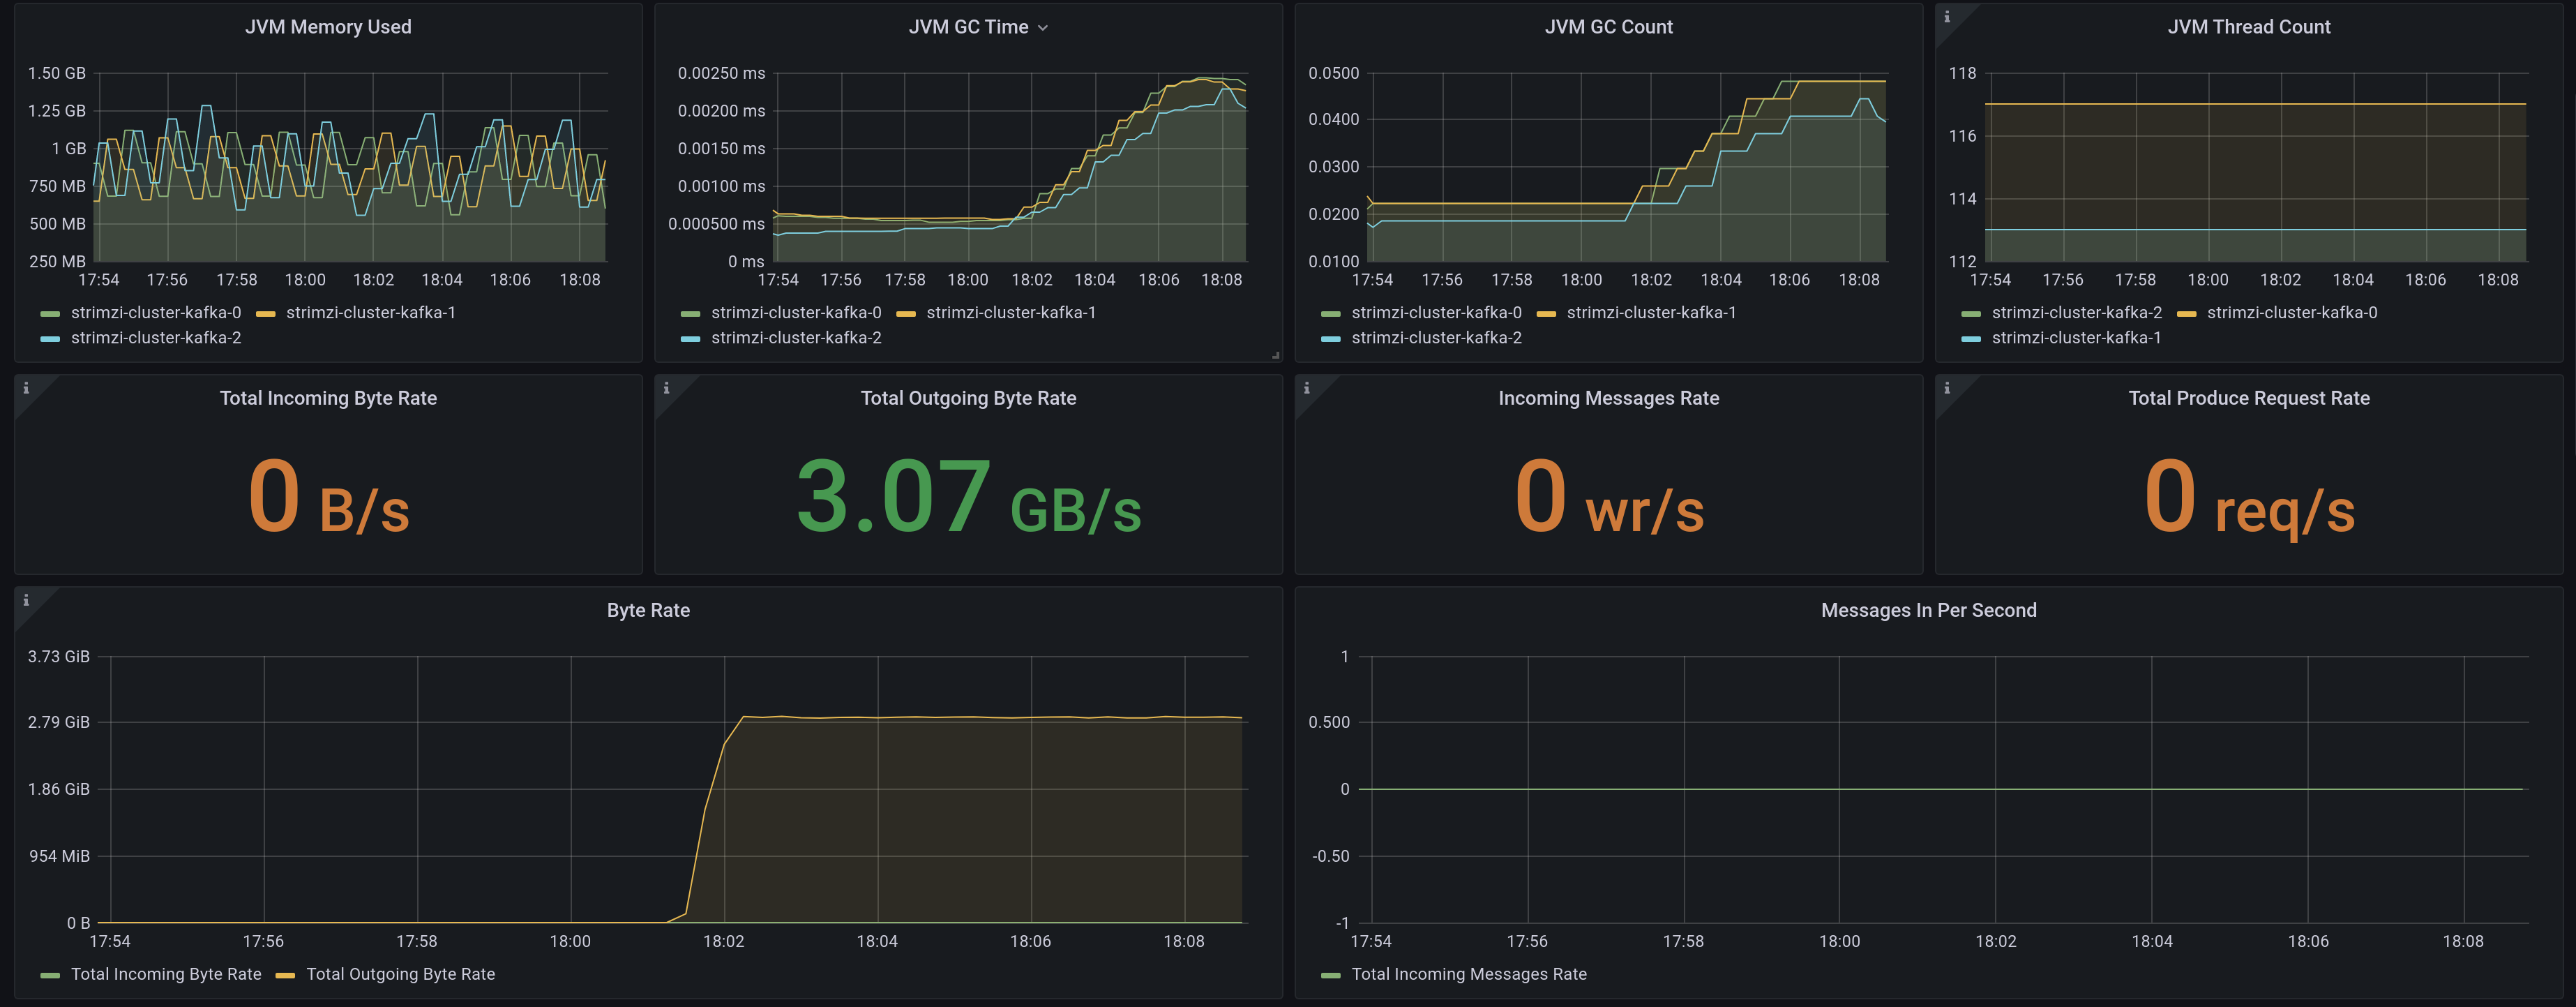 JVM Memory Used
1.50 GB
1.25 GB
1 GB
750 MB
500 MB
250 MB
17:54 17:56 17:58 18:00 18:02 18:04 18:06 18:08
strimzi-cluster-kafka-0 strimzi-cluster-kafka-1
strimzi-cluster-kafka-2
JVM GC Time
0.00250 ms
0.00200 ms
0.00150 ms
0.00100 ms
0.000500 ms
0 ms
17:54 17:56 17:58 18:00 18:02 18:04 18:06 18:08
strimzi-cluster-kafka-0 strimzi-cluster-kafka-1
strimzi-cluster-kafka-2
JVM GC Count
0.0500
0.0400
0.0300
0.0200
0.0100
17:54 17:56 17:58 18:00 18:02 18:04 18:06 18:08
strimzi-cluster-kafka-0 strimzi-cluster-kafka-1
strimzi-cluster-kafka-2
i
JVM Thread Count
118
116
114
112
17:54 17:56 17:58 18:00 18:02 18:04 18:06 18:08
strimzi-cluster-kafka-2 strimzi-cluster-kafka-0
strimzi-cluster-kafka-1
i
Total Incoming Byte Rate
0 B/s
i
Total Outgoing Byte Rate
3.07 GB/s
i
Incoming Messages Rate
0 wr/s
i
Total Produce Request Rate
0 req/s
i
Byte Rate
3.73 GiB
2.79 GiB
1.86 GiB
954 MiB
0 B
17:54 17:56 17:58 18:00 18:02 18:04 18:06 18:08
Total Incoming Byte Rate Total Outgoing Byte Rate
Messages In Per Second
1
0.500
0
-0.50
-1
17:54 17:56 17:58 18:00 18:02 18:04 18:06 18:08
Total Incoming Messages Rate